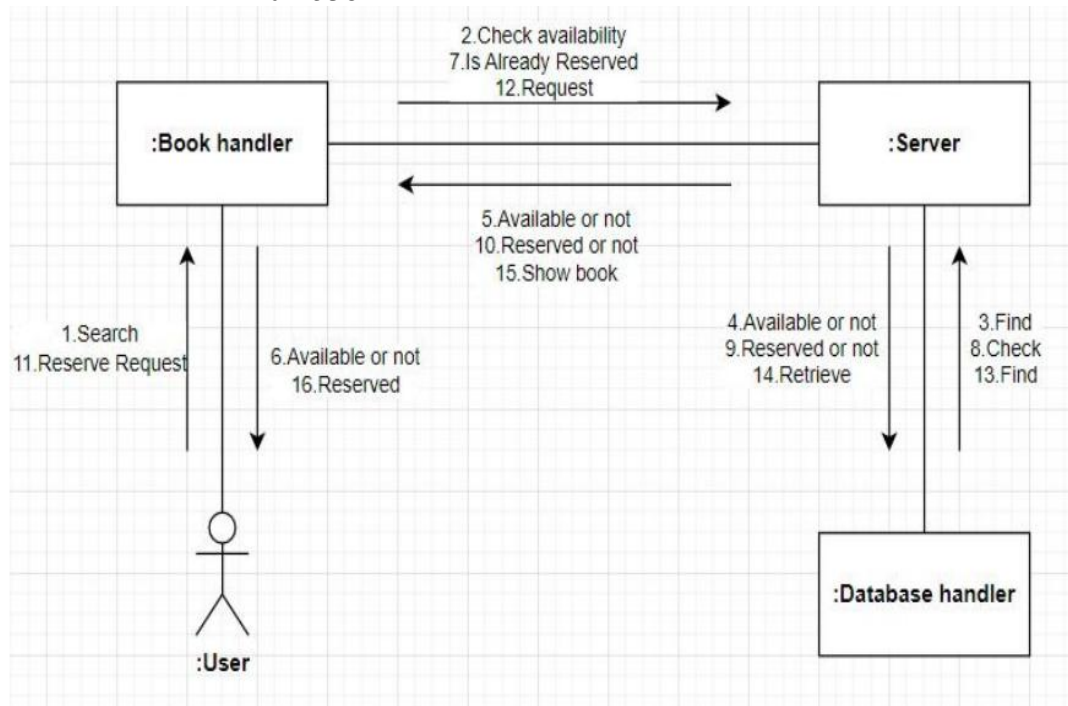 2.Check availability
7.Is Already Reserved
12.Request
:Book handler
:Server
5.Available or not
10.Reserved or not
15.Show book
1.Search
11.Reserve Request
6.Available or not
16.Reserved
4.Available or not
9.Reserved or not
14.Retrieve
3.Find
8.Check
13.Find
:Database handler
:User